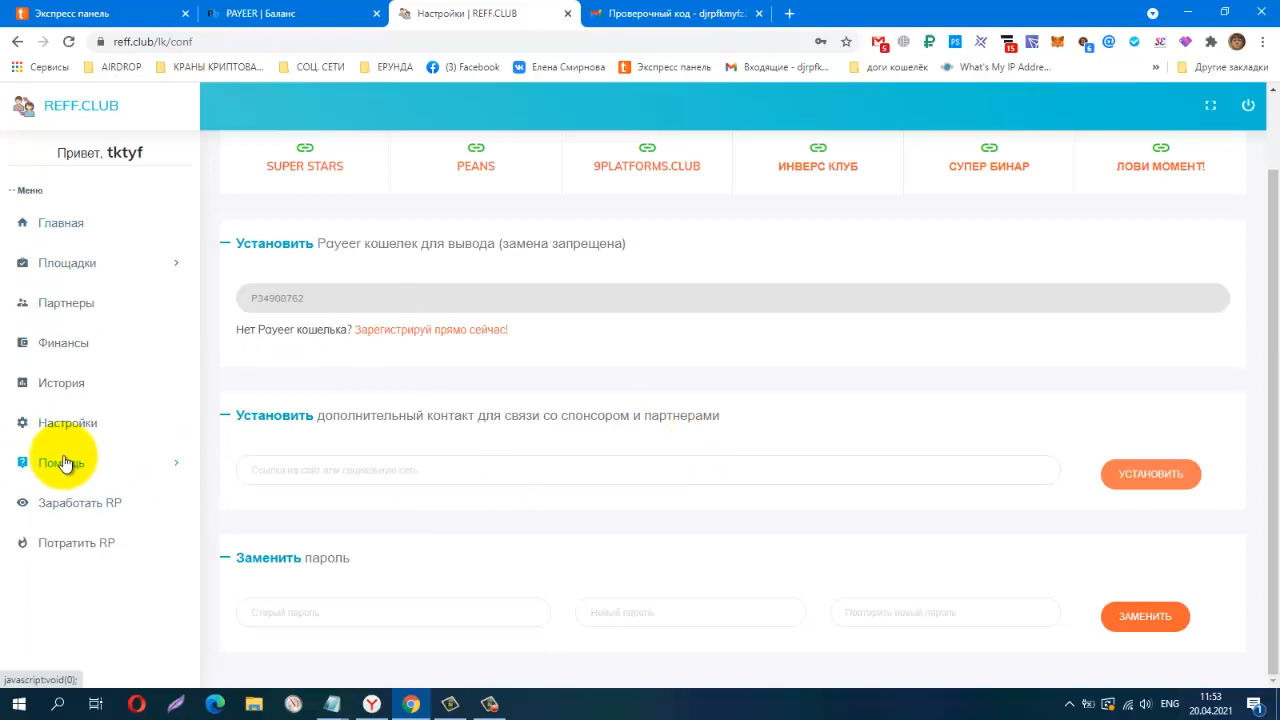 Экспресс панель
PAYEER | Баланс
Настройки | REFF.CLUB
Проверочный код - djrpfkmyfz
reff.club/lk/conf
Сервисы
AIRDROP
КРАНЫ КРИПТОВА...
СОЦ. СЕТИ
ЕРУНДА
(3) Facebook
Елена Смирнова
Экспресс панель
Входящие - djrpfk...
доги кошелёк
What's My IP Addre...
»
Другие закладки
REFF.CLUB
Привет, tktyf
-- Меню
Главная
Площадки
Партнеры
Финансы
История
Настройки
Помощь
Заработать RP
Потратить RP
SUPER STARS
PEANS
9PLATFORMS.CLUB
ИНВЕРС КЛУБ
СУПЕР БИНАР
ЛОВИ МОМЕНТ!
Установить Payeer кошелек для вывода (замена запрещена)
P34908762
Нет Payeer кошелька? Зарегистрируй прямо сейчас!
Установить дополнительный контакт для связи со спонсором и партнерами
Ссылка на сайт или социальную сеть
УСТАНОВИТЬ
Заменить пароль
Старый пароль
Новый пароль
Повторить новый пароль
ЗАМЕНИТЬ
javascript:void(0);
ENG
11:53
20.04.2021